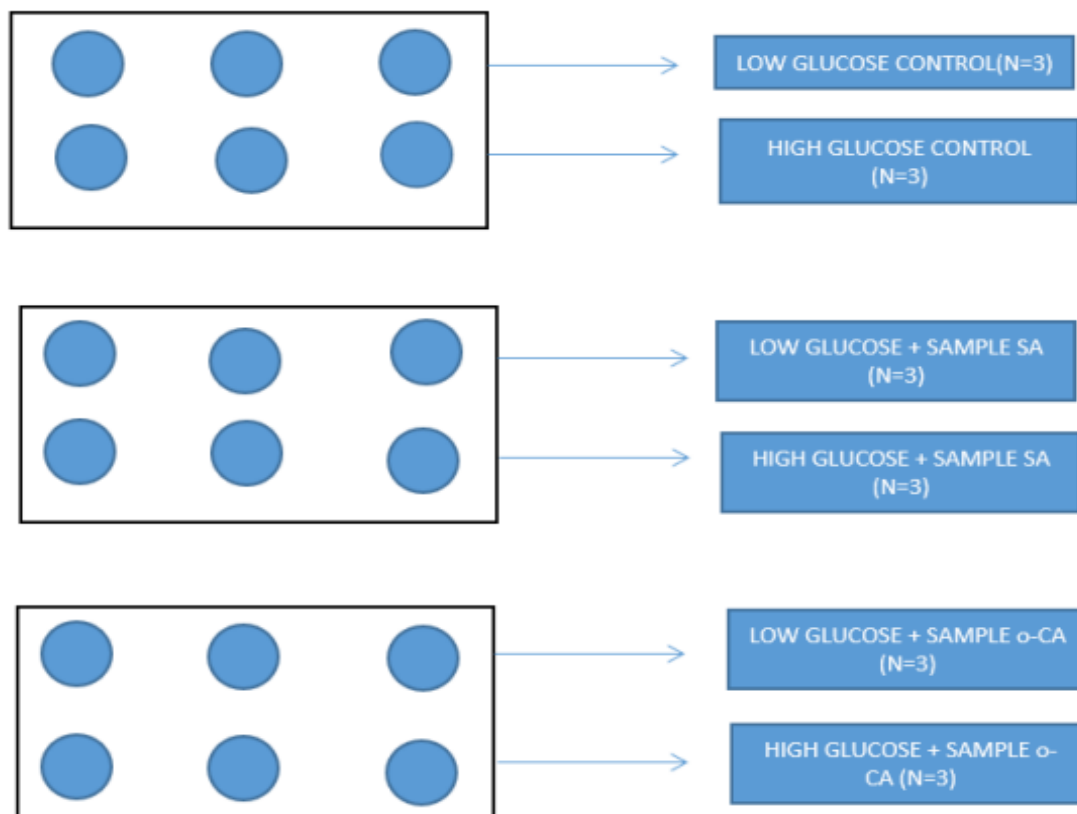 LOW GLUCOSE CONTROL(N=3)
HIGH GLUCOSE CONTROL
(N=3)
LOW GLUCOSE + SAMPLE SA
(N=3)
HIGH GLUCOSE + SAMPLE SA
(N=3)
LOW GLUCOSE + SAMPLE o-CA
(N=3)
HIGH GLUCOSE + SAMPLE o-
CA (N=3)